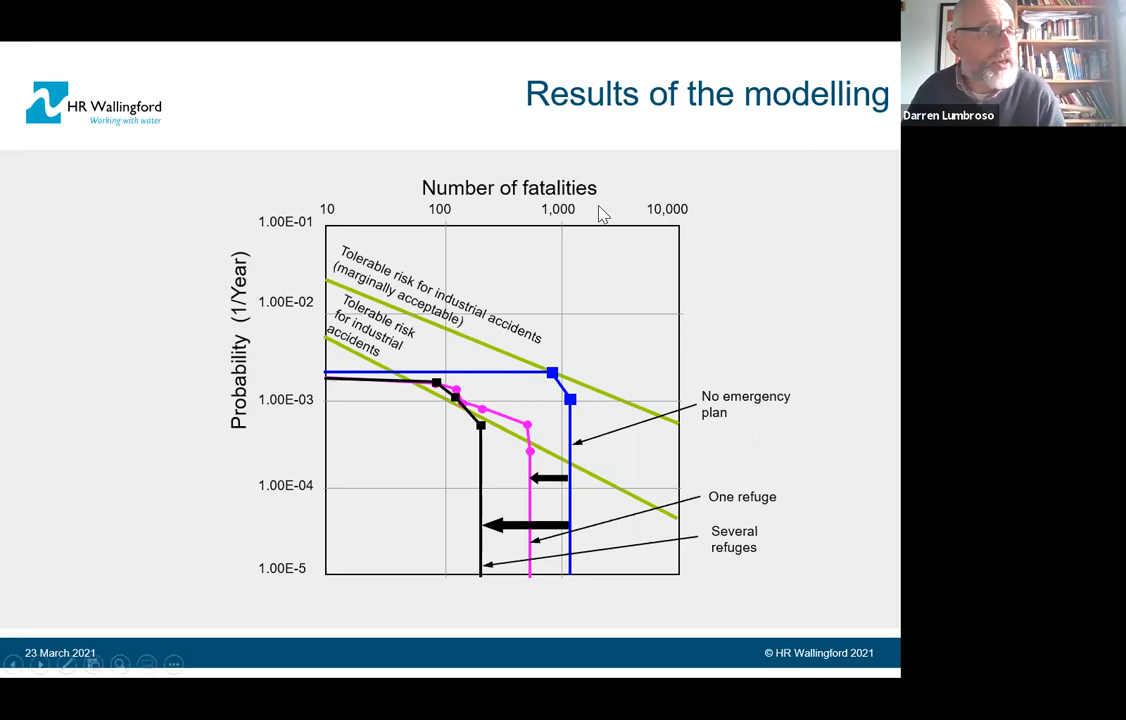 HR Wallingford
Working with water
Results of the modelling
Darren Lumbroso
Number of fatalities
10
100
1,000
10,000
Probability (1/Year)
1.00E-01
1.00E-02
1.00E-03
1.00E-04
1.00E-5
Tolerable risk for industrial accidents
(marginally acceptable)
Tolerable risk
for industrial
accidents
No emergency
plan
One refuge
Several
refuges
23 March 2021
© HR Wallingford 2021